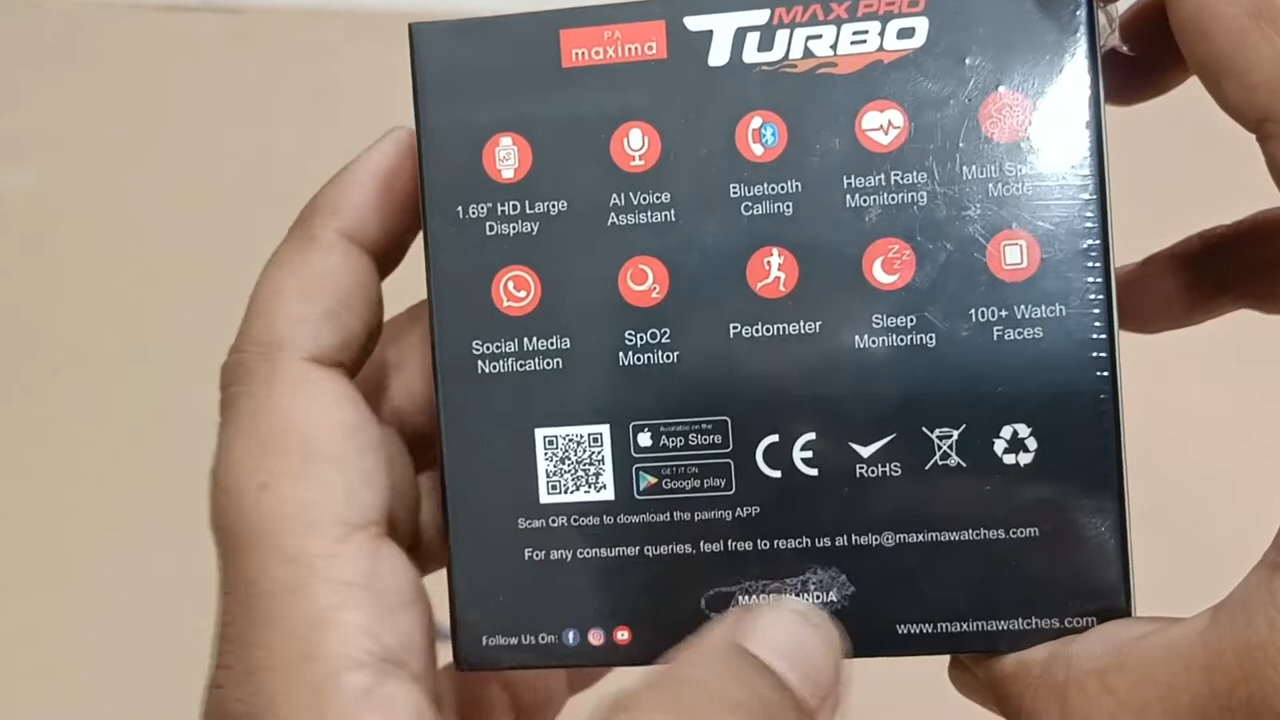 PA
maxima
MAX PRO
TURBO
1.69" HD Large
Display
AI Voice
Assistant
Bluetooth
Calling
Heart Rate
Monitoring
Multi
Mode
Social Media
Notification
SpO2
Monitor
Pedometer
Sleep
Monitoring
100+ Watch
Faces
Available on the
App Store
GET IT ON
Google play
CE
RoHS
Scan QR Code to download the pairing APP
For any consumer queries, feel free to reach us at help@maximawatches.com
MADE IN INDIA
Follow Us On:
www.maximawatches.com